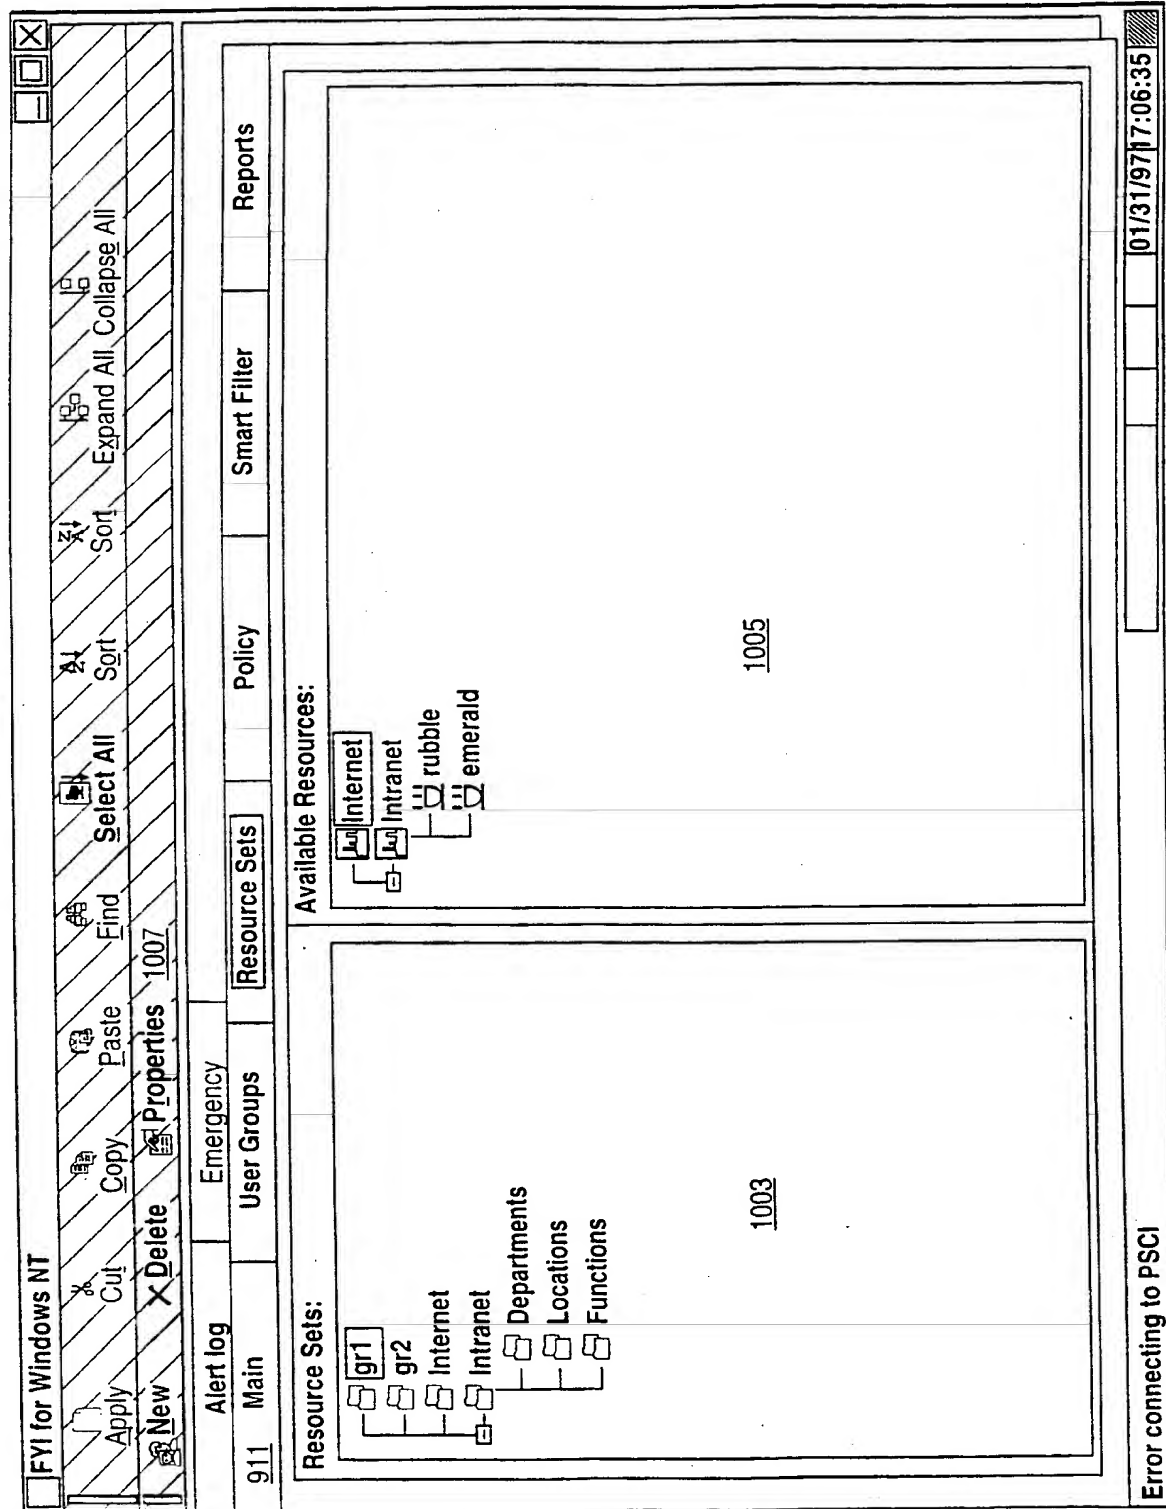 FYI for Windows NT
Apply Cut Copy Paste Find Select All Sort Sort Expand All Collapse All
New Delete Properties 1007
Alert log Emergency
911 Main User Groups Resource Sets Policy Smart Filter Reports
Resource Sets:
gr1
gr2
Internet
Intranet
Departments
Locations
Functions
1003
Available Resources:
Internet
Intranet
rubble
emerald
1005
Error connecting to PSCI 01/31/97 17:06:35